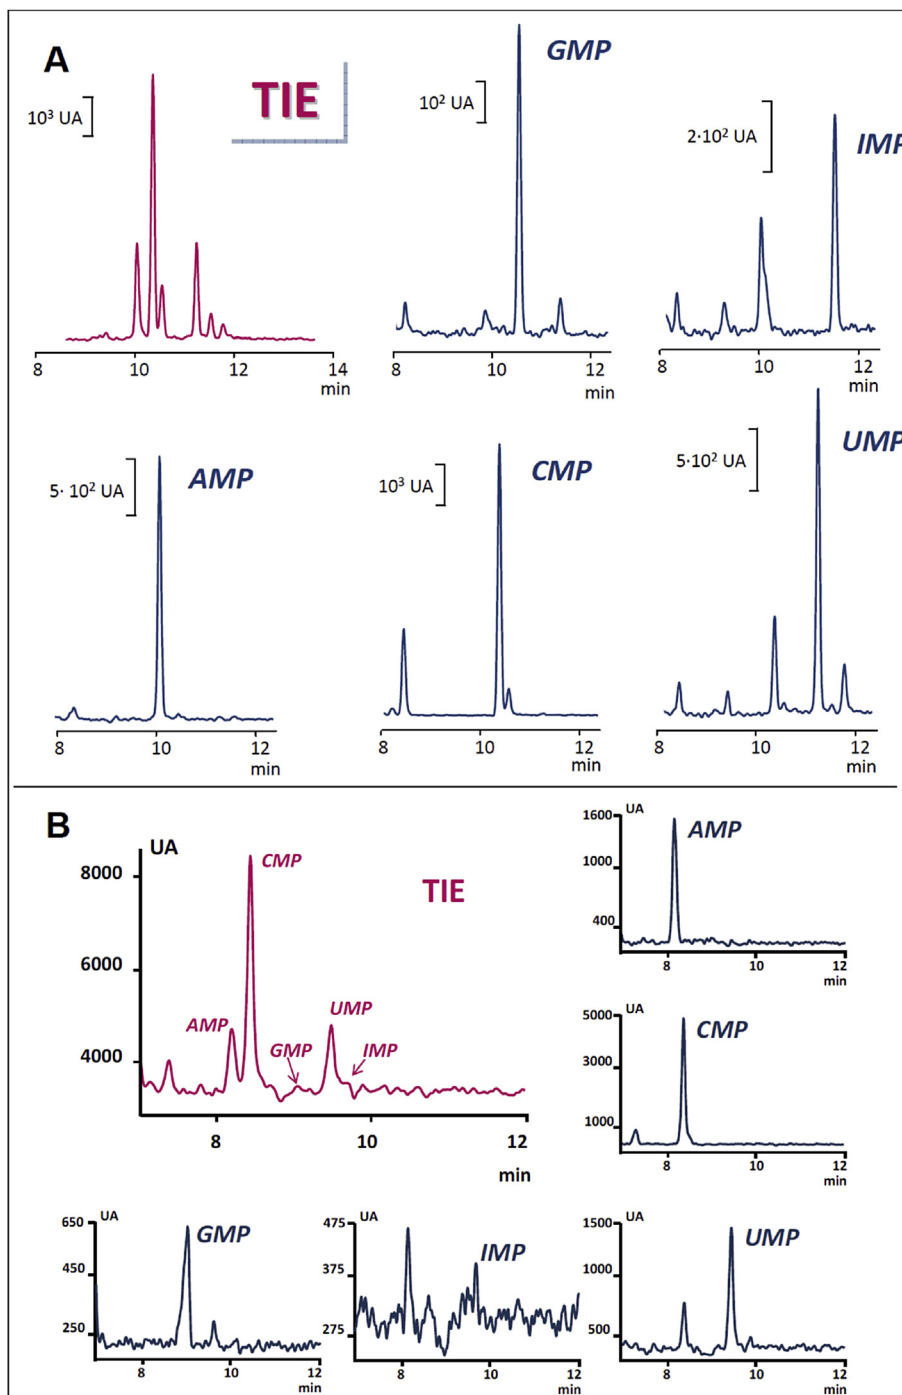 A
TIE
10³ UA
8 10 12 14
min
GMP
10² UA
8 10 12
min
IMP
2·10² UA
8 10 12
min
AMP
5· 10² UA
8 10 12
min
CMP
10³ UA
8 10 12
min
UMP
5·10² UA
8 10 12
min
B
UA
8000
6000
4000
CMP
TIE
AMP
UMP
GMP
IMP
8 10 12
min
1600
UA
AMP
1000
400
8 10 12
min
5000
UA
CMP
3000
1000
8 10 12
min
650
UA
GMP
450
250
8 10 12
min
475
UA
IMP
375
275
8 10 12
min
1500
UA
UMP
1000
500
8 10 12
min